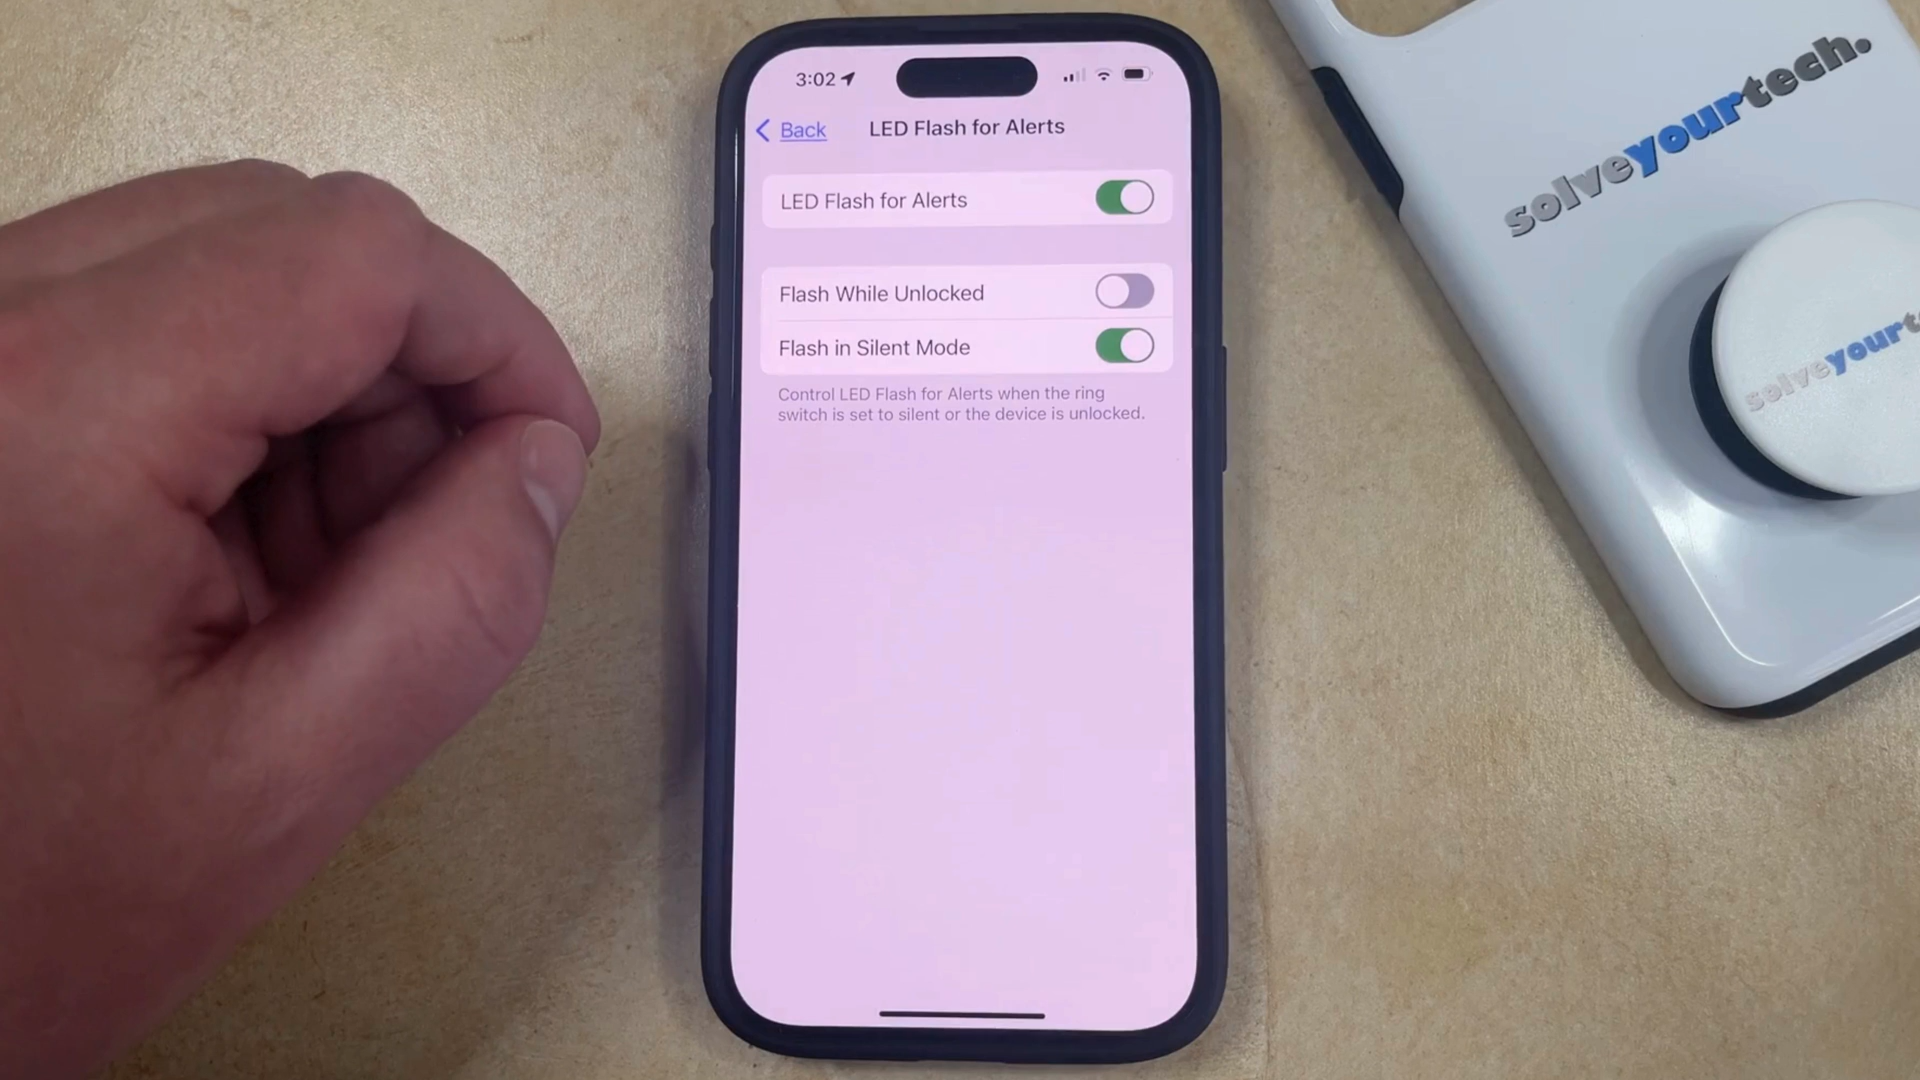 3:02
Back
LED Flash for Alerts
LED Flash for Alerts
Flash While Unlocked
Flash in Silent Mode
Control LED Flash for Alerts when the ring
switch is set to silent or the device is unlocked.
solveyourtech.
solveyourte